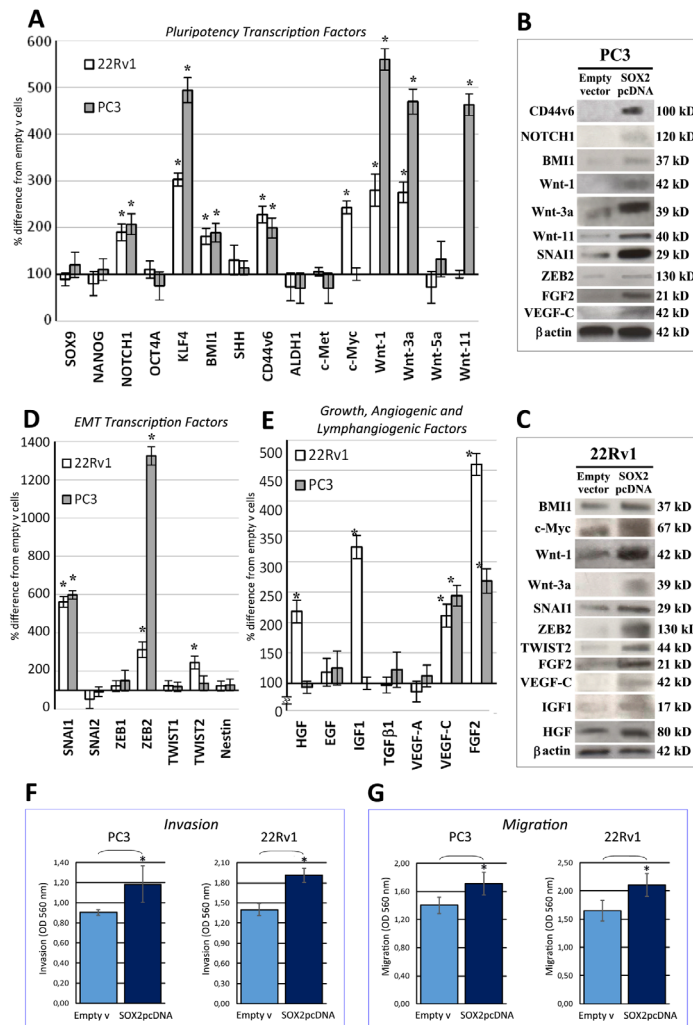 A
Pluripotency Transcription Factors
% difference from empty v cells
600
500
400
300
200
100
0
22Rv1
PC3
* * * * * * * * * * * * * *
SOX9
NANOG
NOTCH1
OCT4A
KLF4
BMI1
SHH
CD44v6
ALDH1
c-Met
c-Myc
Wnt-1
Wnt-3a
Wnt-5a
Wnt-11
B
PC3
Empty vector
SOX2 pcDNA
CD44v6 100 kD
NOTCH1 120 kD
BMI1 37 kD
Wnt-1 42 kD
Wnt-3a 39 kD
Wnt-11 40 kD
SNAI1 29 kD
ZEB2 130 kD
FGF2 21 kD
VEGF-C 42 kD
β actin 42 kD
D
EMT Transcription Factors
% difference from empty v cells
1400
1200
1000
800
600
400
200
100
0
22Rv1
PC3
* * * * *
SNAI1
SNAI2
ZEB1
ZEB2
TWIST1
TWIST2
Nestin
E
Growth, Angiogenic and
Lymphangiogenic Factors
% difference from empty v cells
500
450
400
350
300
250
200
150
100
0
22Rv1
PC3
* * * * * *
HGF
EGF
IGF1
TGFβ1
VEGF-A
VEGF-C
FGF2
C
22Rv1
Empty vector
SOX2 pcDNA
BMI1 37 kD
c-Myc 67 kD
Wnt-1 42 kD
Wnt-3a 39 kD
SNAI1 29 kD
ZEB2 130 kD
TWIST2 44 kD
FGF2 21 kD
VEGF-C 42 kD
IGF1 17 kD
HGF 80 kD
β actin 42 kD
F
Invasion
PC3
Invasion (OD 560 nm)
1,40
1,20
1,00
0,80
0,60
0,40
0,20
0,00
*
Empty v SOX2pcDNA
22Rv1
Invasion (OD 560 nm)
2,00
1,50
1,00
0,50
0,00
*
Empty v SOX2pcDNA
G
Migration
PC3
Migration (OD 560 nm)
2,00
1,60
1,20
0,80
0,40
0,00
*
Empty v SOX2pcDNA
22Rv1
Migration (OD 560 nm)
2,50
2,00
1,50
1,00
0,50
0,00
*
Empty v SOX2pcDNA